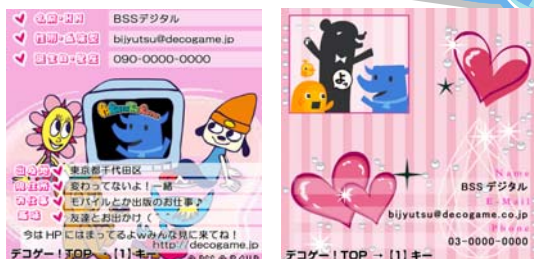 BSSデジタル
bijyutsu@decogame.jp
090-0000-0000
東京都千代田区
変わってないよ！一緒
モバイルとか出版のお仕事♪
友達とお出かけ（
趣味
今はHPにはまってるよwみんな見に来てね！
http://decogame.jp
デコゲー！TOP → [1] キー
よ。
Name
BSS デジタル
E-Mail
bijyutsu@decogame.co.jp
Phone
03-0000-0000
デコゲー！TOP → [1] キー